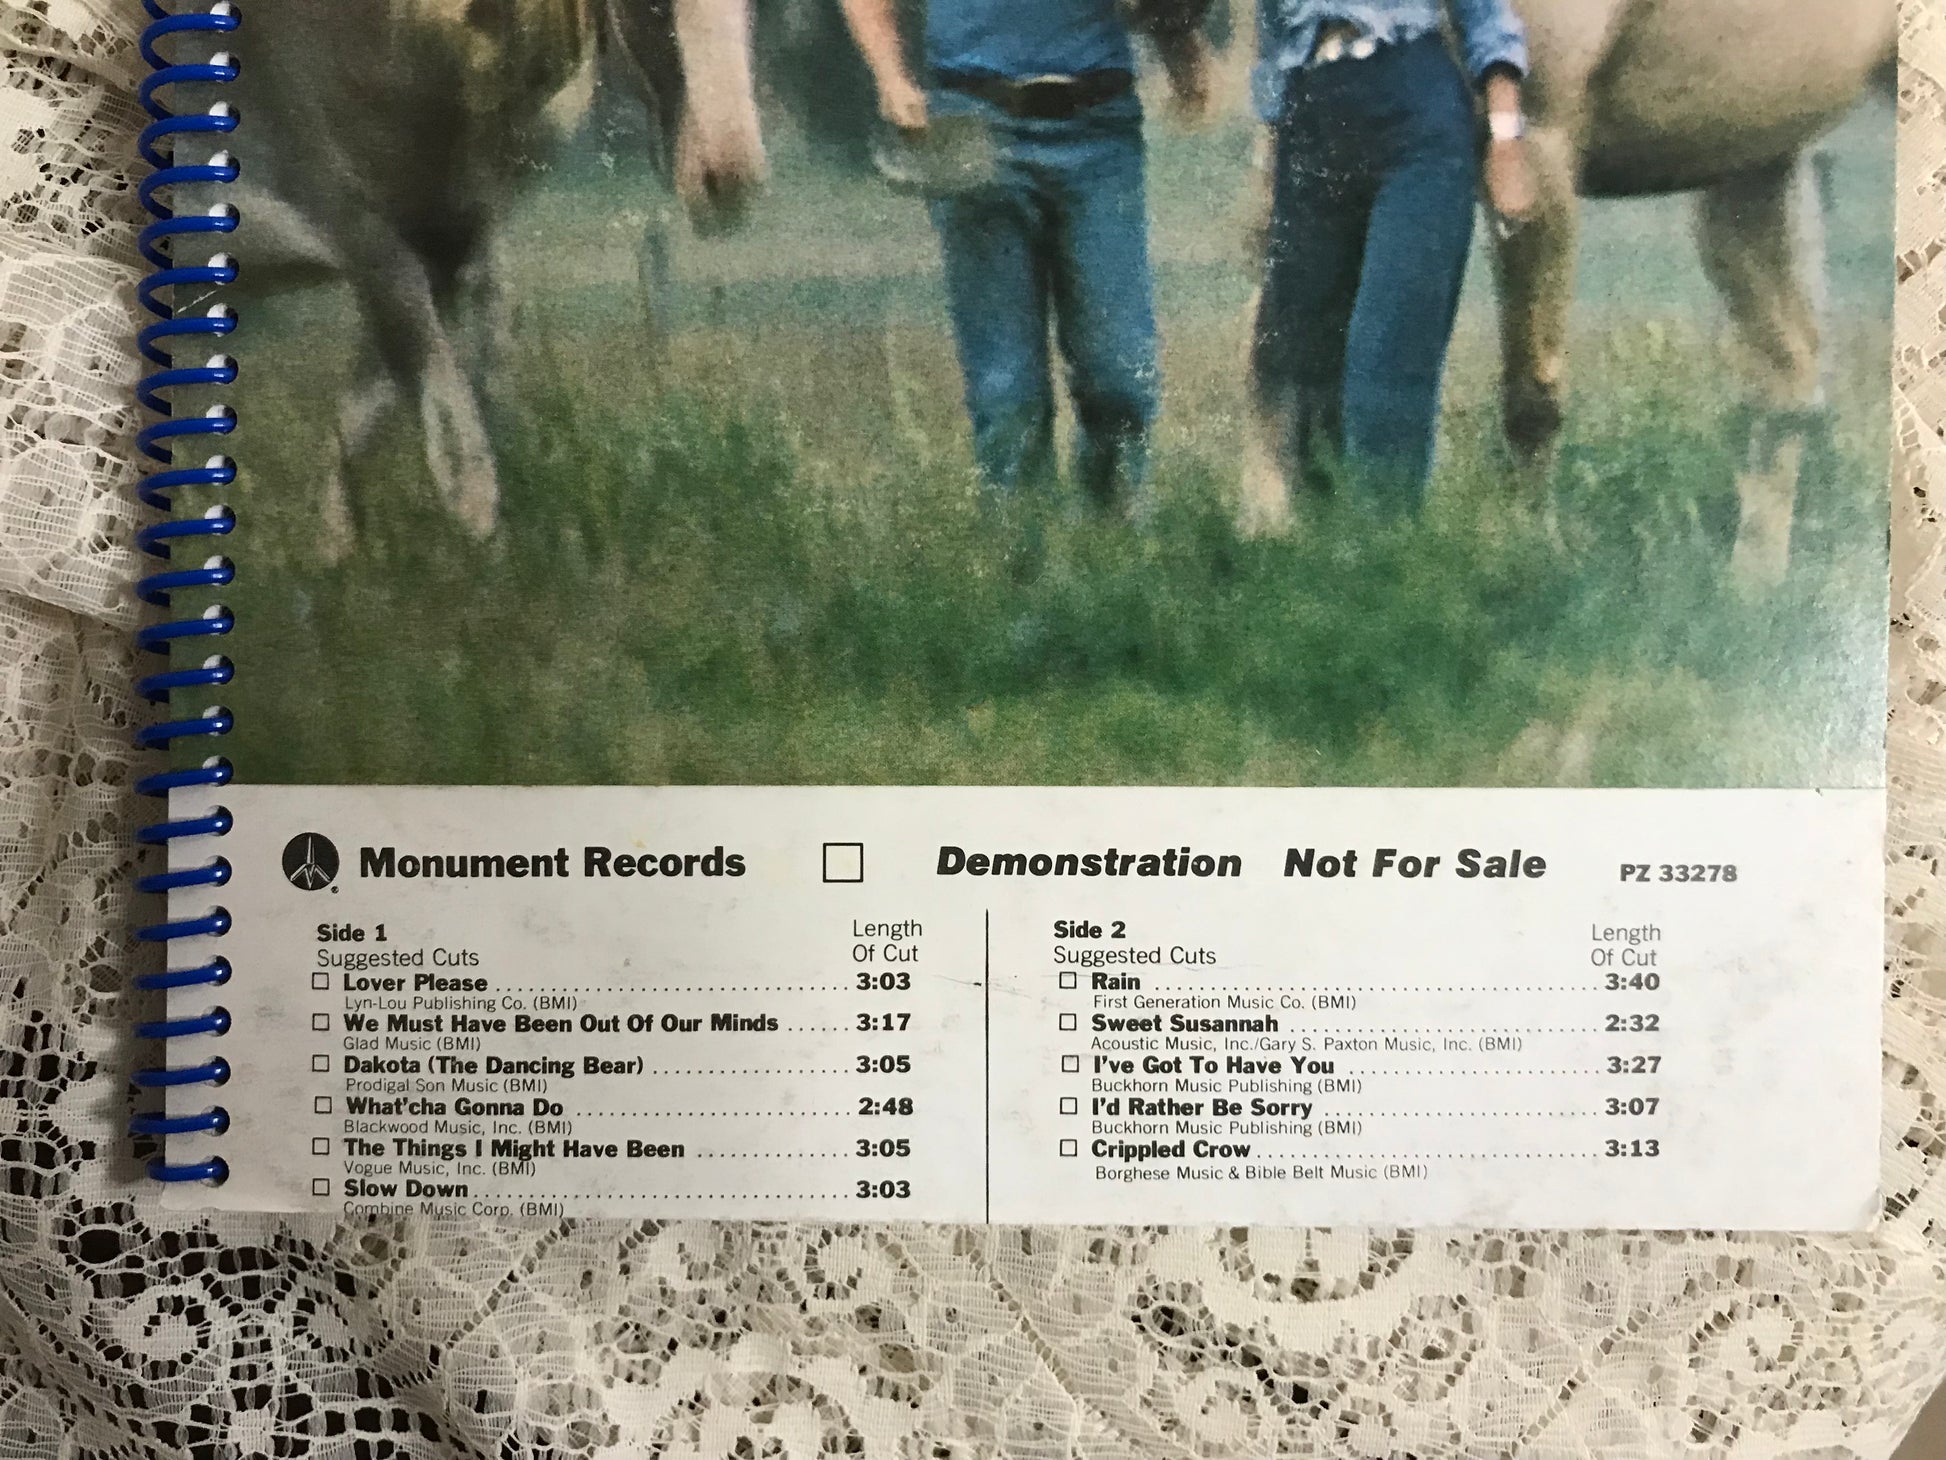 Monument Records Demonstration Not For Sale PZ 33278
®
Side 1 Length
Suggested Cuts Of Cut
Lover Please 3:03
Lyn-Lou Publishing Co. (BMI)
We Must Have Been Out Of Our Minds 3:17
Glad Music (BMI)
Dakota (The Dancing Bear) 3:05
Prodigal Son Music (BMI)
What'cha Gonna Do 2:48
Blackwood Music, Inc. (BMI)
The Things I Might Have Been 3:05
Vogue Music, Inc. (BMI)
Slow Down 3:03
Combine Music Corp. (BMI)
Side 2 Length
Suggested Cuts Of Cut
Rain 3:40
First Generation Music Co. (BMI)
Sweet Susannah 2:32
Acoustic Music, Inc./Gary S. Paxton Music, Inc. (BMI)
I've Got To Have You 3:27
Buckhorn Music Publishing (BMI)
I'd Rather Be Sorry 3:07
Buckhorn Music Publishing (BMI)
Crippled Crow 3:13
Borghese Music & Bible Belt Music (BMI)